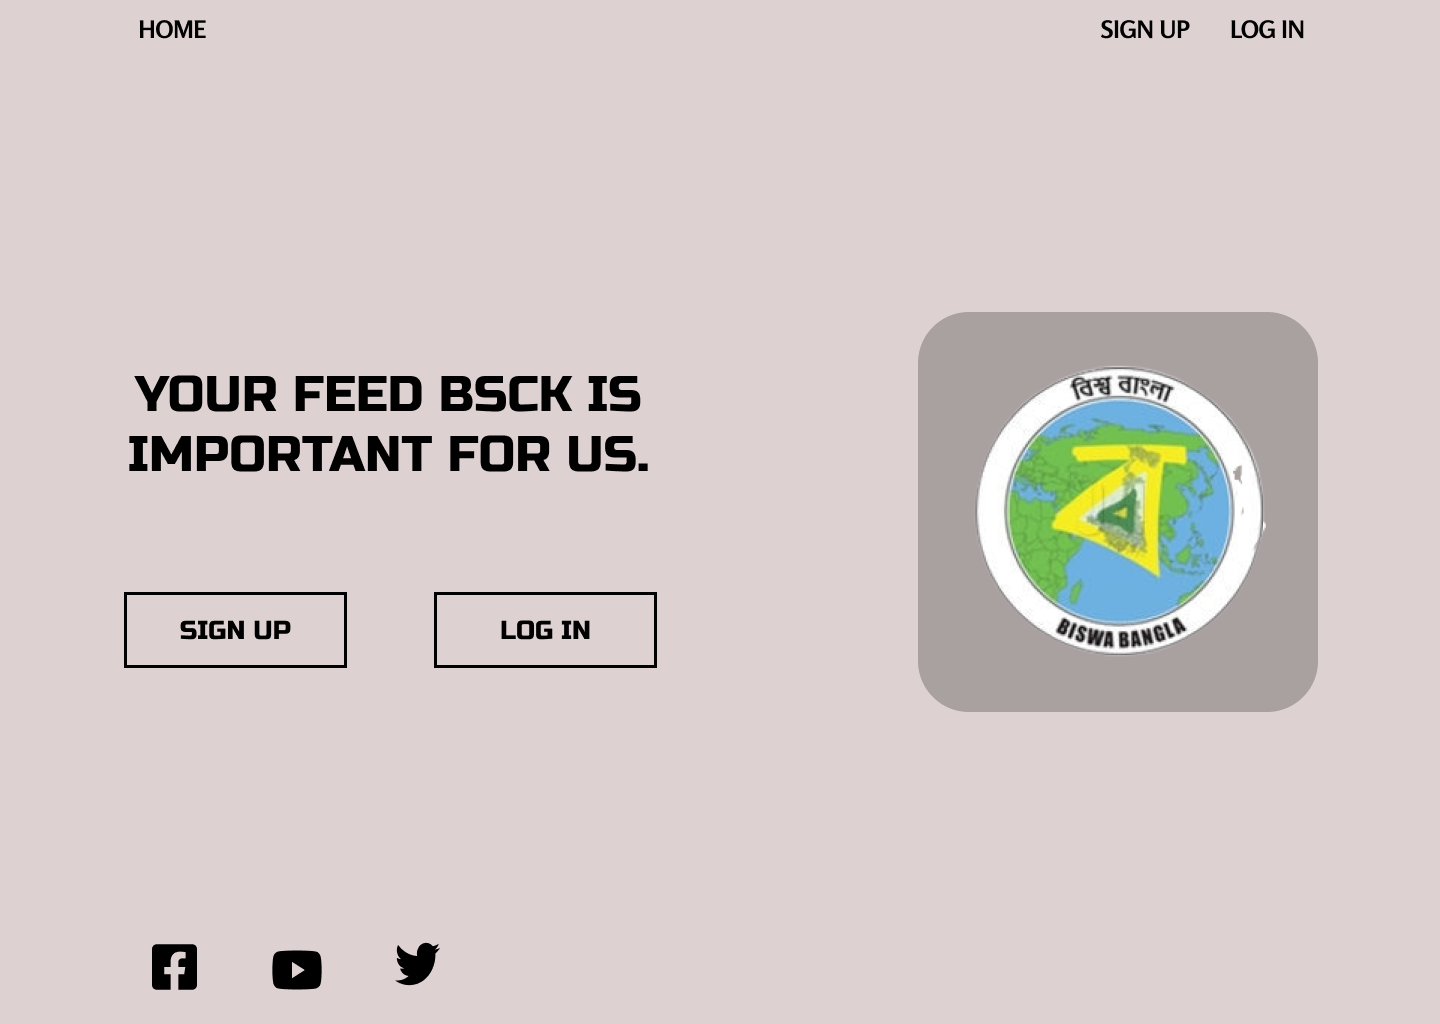 HOME
SIGN UP
LOG IN
YOUR FEED BSCK IS
IMPORTANT FOR US.
SIGN UP
LOG IN
বিশ্ব বাংলা
ব
BISWA BANGLA